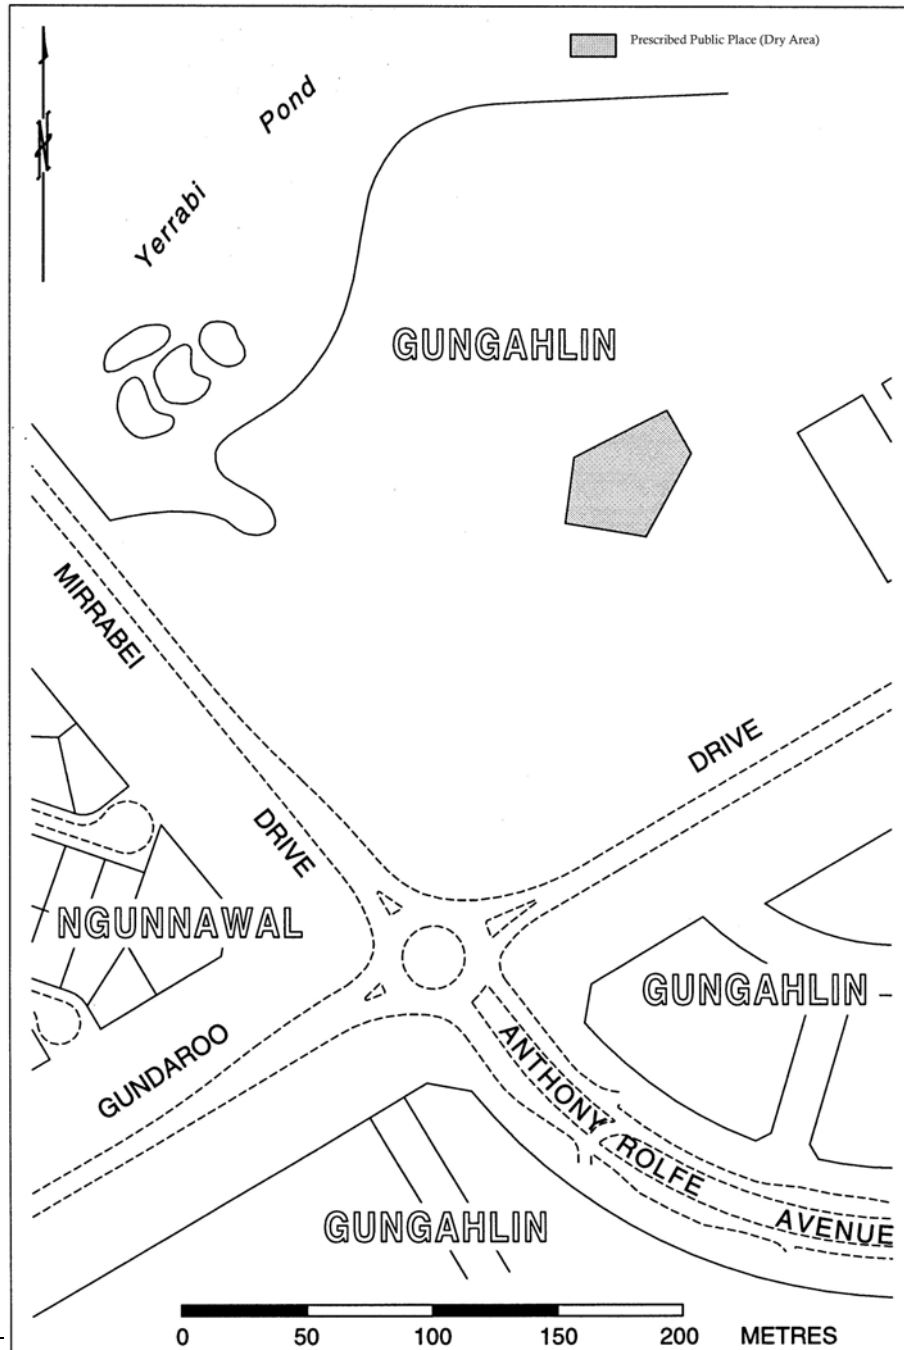 Prescribed Public Place (Dry Area)
N
Yerrabi Pond
GUNGAHLIN
MIRRABEI DRIVE
DRIVE
NGUNNAWAL
GUNGAHLIN
GUNDAROO
ANTHONY ROLFE AVENUE
GUNGAHLIN
0 50 100 150 200 METRES